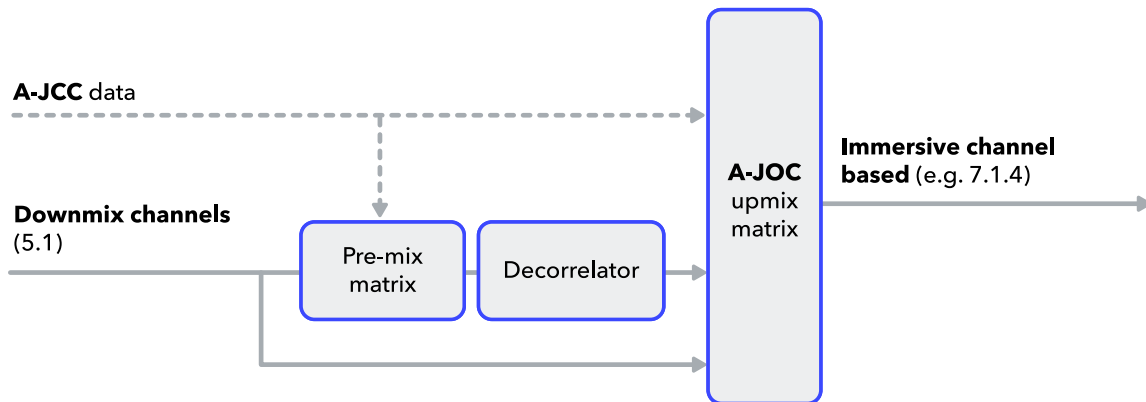 A-JCC data
Downmix channels
(5.1)
Pre-mix
matrix
Decorrelator
A-JOC
upmix
matrix
Immersive channel
based (e.g. 7.1.4)